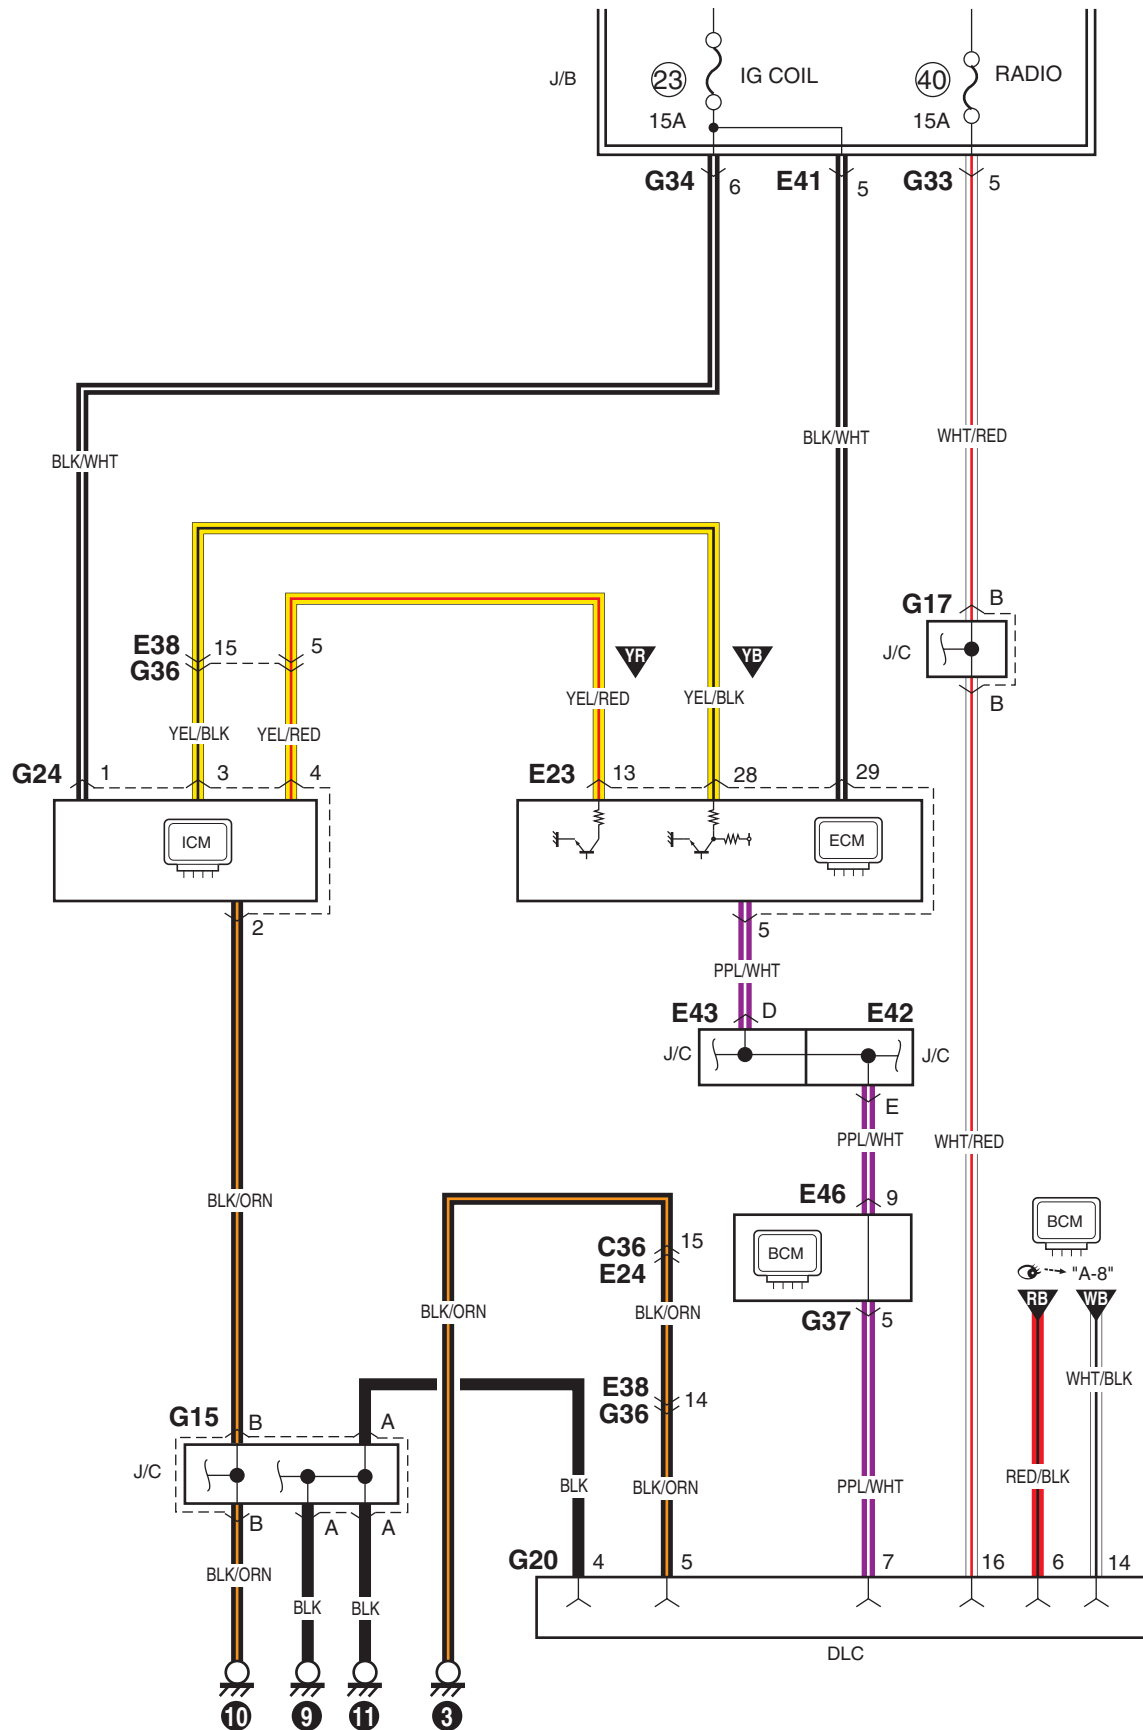 J/B
23
IG COIL
15A
40
RADIO
15A
G34
6
E41
5
G33
5
BLK/WHT
BLK/WHT
WHT/RED
G17
B
J/C
B
E38
15
5
G36
YR
YB
YEL/RED
YEL/BLK
YEL/BLK
YEL/RED
G24
1
3
4
E23
13
28
29
ICM
ECM
2
5
PPL/WHT
E43
D
E42
J/C
J/C
E
PPL/WHT
WHT/RED
BLK/ORN
E46
9
BCM
BCM
"A-8"
C36
15
E24
RB
WB
BLK/ORN
BLK/ORN
G37
5
E38
14
G36
WHT/BLK
G15
B
A
J/C
BLK
BLK/ORN
PPL/WHT
RED/BLK
B
A
A
BLK/ORN
BLK
BLK
G20
4
5
7
16
6
14
DLC
10
9
11
3